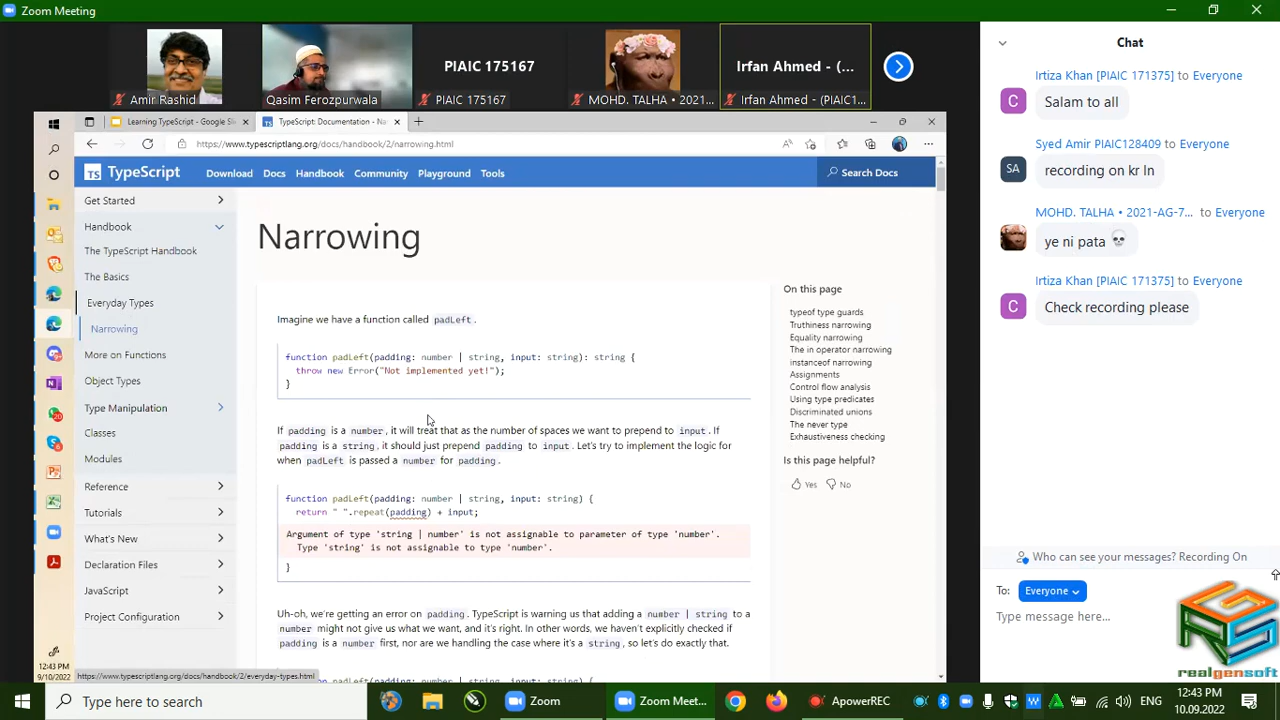 Zoom Meeting
Amir Rashid
Qasim Ferozpurwala
PIAIC 175167
PIAIC 175167
MOHD. TALHA • 2021...
Irfan Ahmed - (...
Irfan Ahmed - (PIAIC1...
Learning TypeScript - Google Sli
TypeScript: Documentation - Na
https://www.typescriptlang.org/docs/handbook/2/narrowing.html
TS TypeScript
Download
Docs
Handbook
Community
Playground
Tools
Search Docs
Get Started
Handbook
The TypeScript Handbook
The Basics
Everyday Types
Narrowing
More on Functions
Object Types
Type Manipulation
Classes
Modules
Reference
Tutorials
What's New
Declaration Files
JavaScript
Project Configuration
Narrowing
Imagine we have a function called padLeft.
function padLeft(padding: number | string, input: string): string {
throw new Error("Not implemented yet!");
}
If padding is a number, it will treat that as the number of spaces we want to prepend to input. If
padding is a string, it should just prepend padding to input. Let's try to implement the logic for
when padLeft is passed a number for padding.
function padLeft(padding: number | string, input: string) {
return " ".repeat(padding) + input;
Argument of type 'string | number' is not assignable to parameter of type 'number'.
Type 'string' is not assignable to type 'number'.
}
Uh-oh, we're getting an error on padding. TypeScript is warning us that adding a number | string to a
number might not give us what we want, and it's right. In other words, we haven't explicitly checked if
padding is a number first, nor are we handling the case where it's a string, so let's do exactly that.
function padLeft(padding: number | string, input: string) {
On this page
typeof type guards
Truthiness narrowing
Equality narrowing
The in operator narrowing
instanceof narrowing
Assignments
Control flow analysis
Using type predicates
Discriminated unions
The never type
Exhaustiveness checking
Is this page helpful?
Yes
No
12:43 PM
9/10/2022
https://www.typescriptlang.org/docs/handbook/2/everyday-types.html
Chat
Irtiza Khan [PIAIC 171375] to Everyone
C
Salam to all
Syed Amir PIAIC128409 to Everyone
SA
recording on kr ln
MOHD. TALHA • 2021-AG-7... to Everyone
ye ni pata 💀
Irtiza Khan [PIAIC 171375] to Everyone
C
Check recording please
Who can see your messages? Recording On
To: Everyone
Type message here...
realgensoft
Type here to search
Zoom
Zoom Meet...
ApowerREC
ENG
12:43 PM
10.09.2022